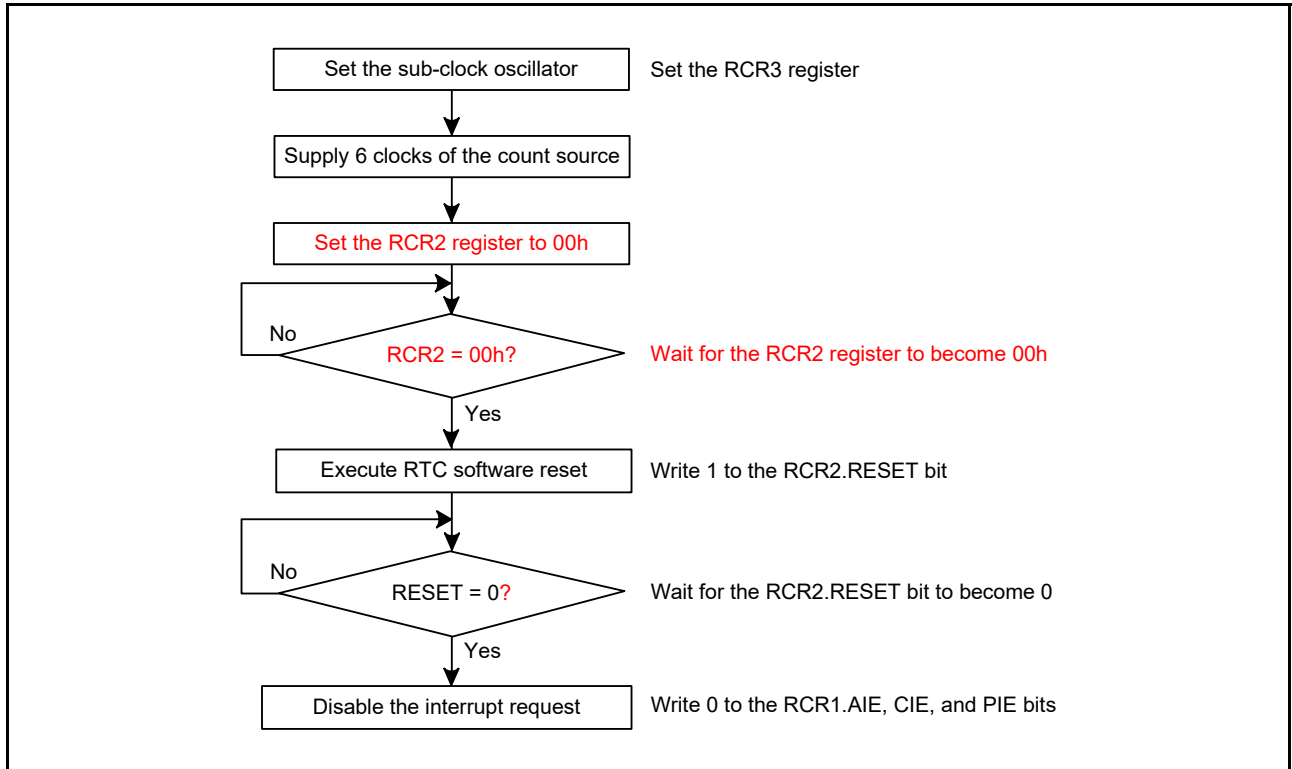 Set the sub-clock oscillator
Set the RCR3 register
Supply 6 clocks of the count source
Set the RCR2 register to 00h
No
RCR2 = 00h?
Wait for the RCR2 register to become 00h
Yes
Execute RTC software reset
Write 1 to the RCR2.RESET bit
No
RESET = 0?
Wait for the RCR2.RESET bit to become 0
Yes
Disable the interrupt request
Write 0 to the RCR1.AIE, CIE, and PIE bits